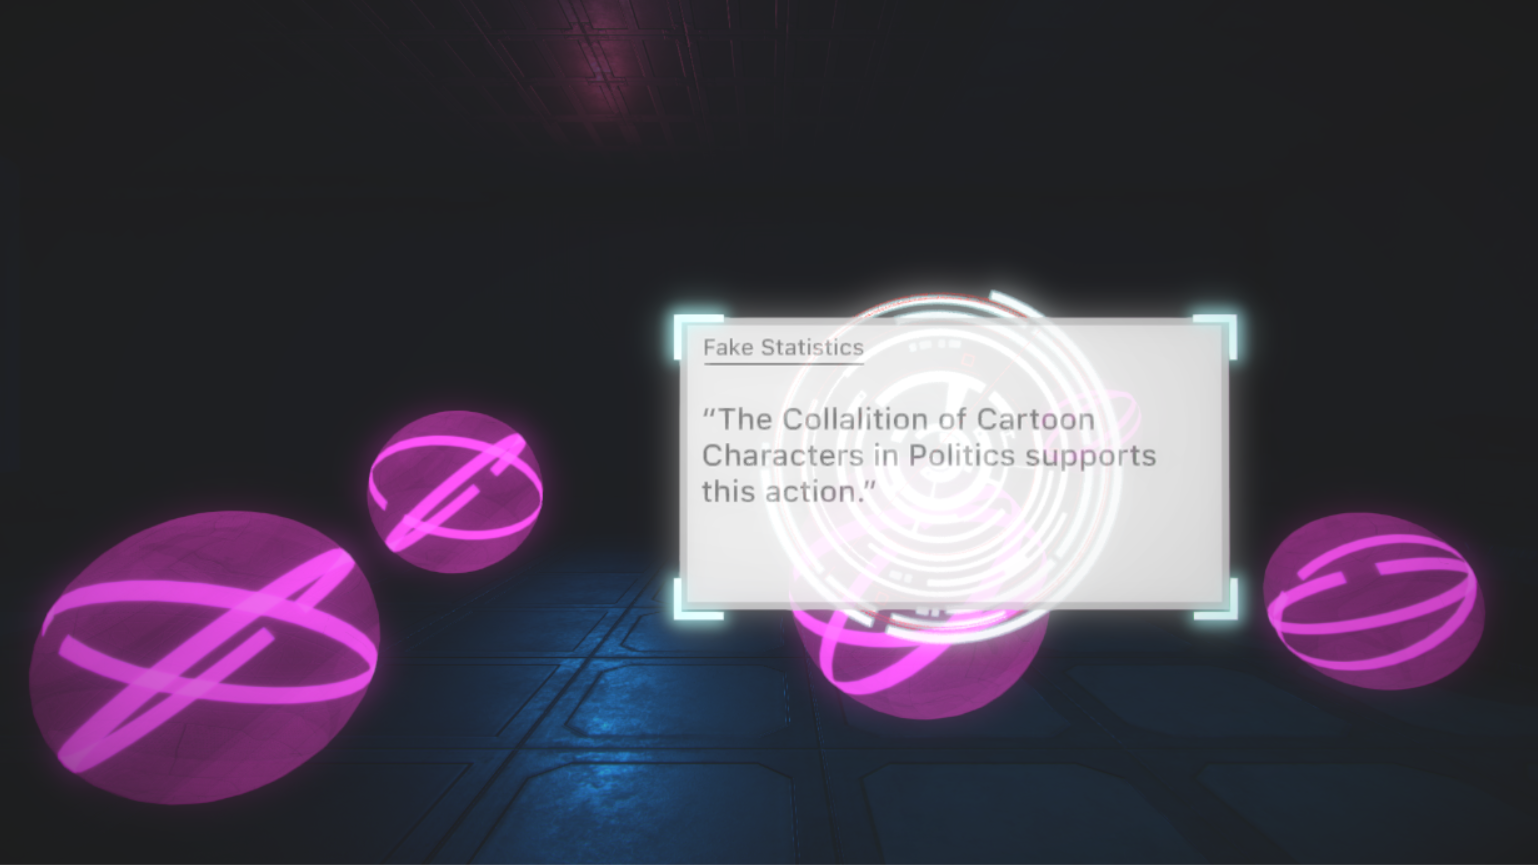 Fake Statistics
“The Collalition of Cartoon
Characters in Politics supports
this action.”